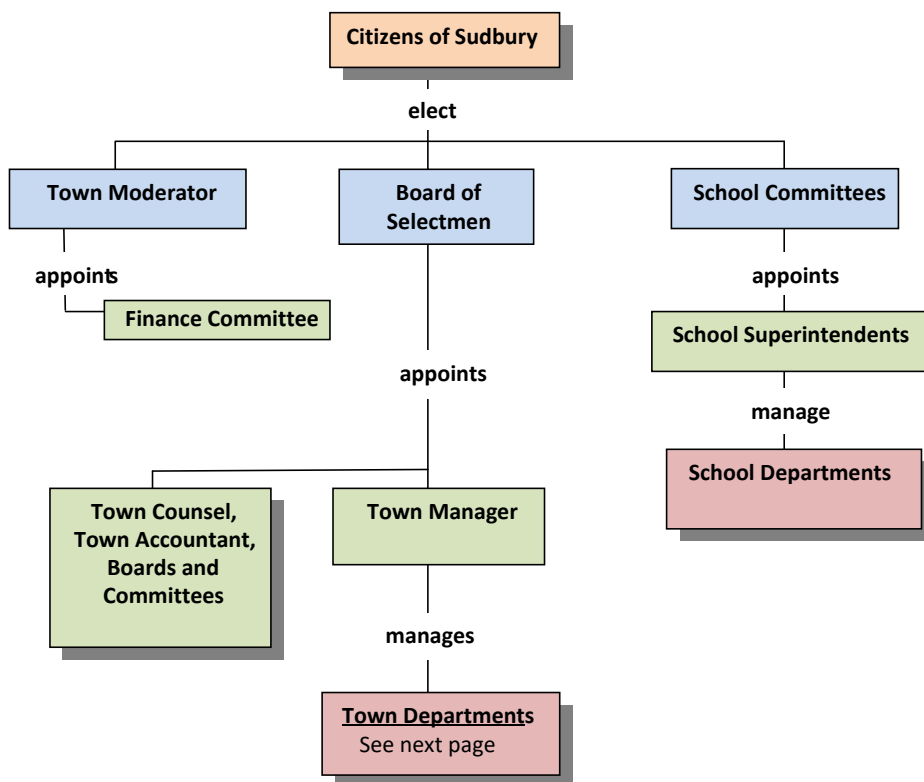 Citizens of Sudbury
elect
Town Moderator
Board of
Selectmen
School Committees
appoints
Finance Committee
appoints
appoints
School Superintendents
manage
School Departments
Town Counsel,
Town Accountant,
Boards and
Committees
Town Manager
manages
Town Departments
See next page